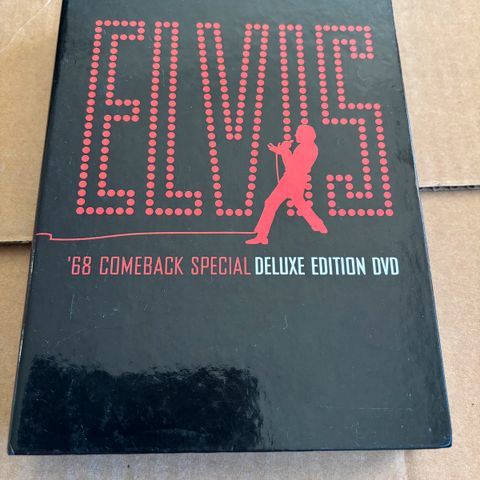 ELVIS
'68 COMEBACK SPECIAL DELUXE EDITION DVD